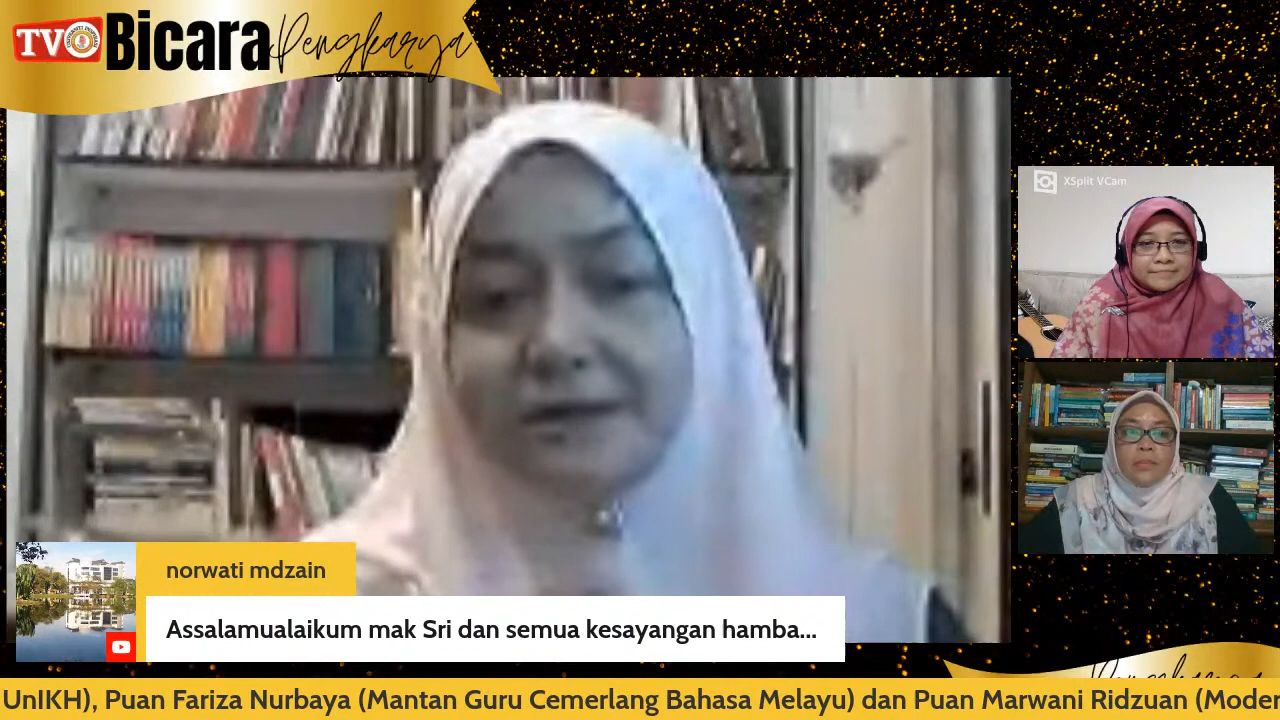 TV
Bicara Pengkarya
XSplit VCam
norwati mdzain
Assalamualaikum mak Sri dan semua kesayangan hamba...
UnIKH), Puan Fariza Nurbaya (Mantan Guru Cemerlang Bahasa Melayu) dan Puan Marwani Ridzuan (Moder